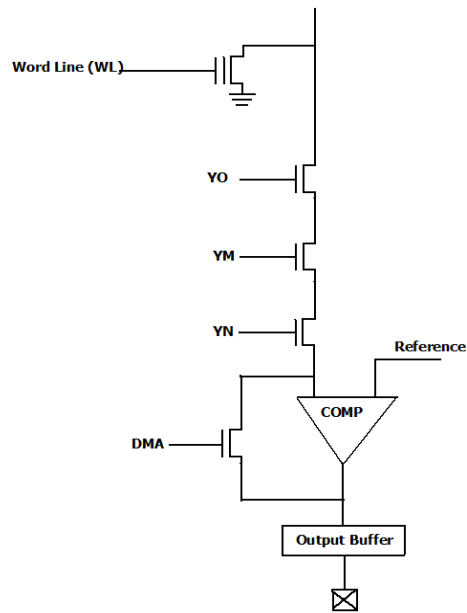 Word Line (WL)
YO
YM
YN
Reference
COMP
DMA
Output Buffer